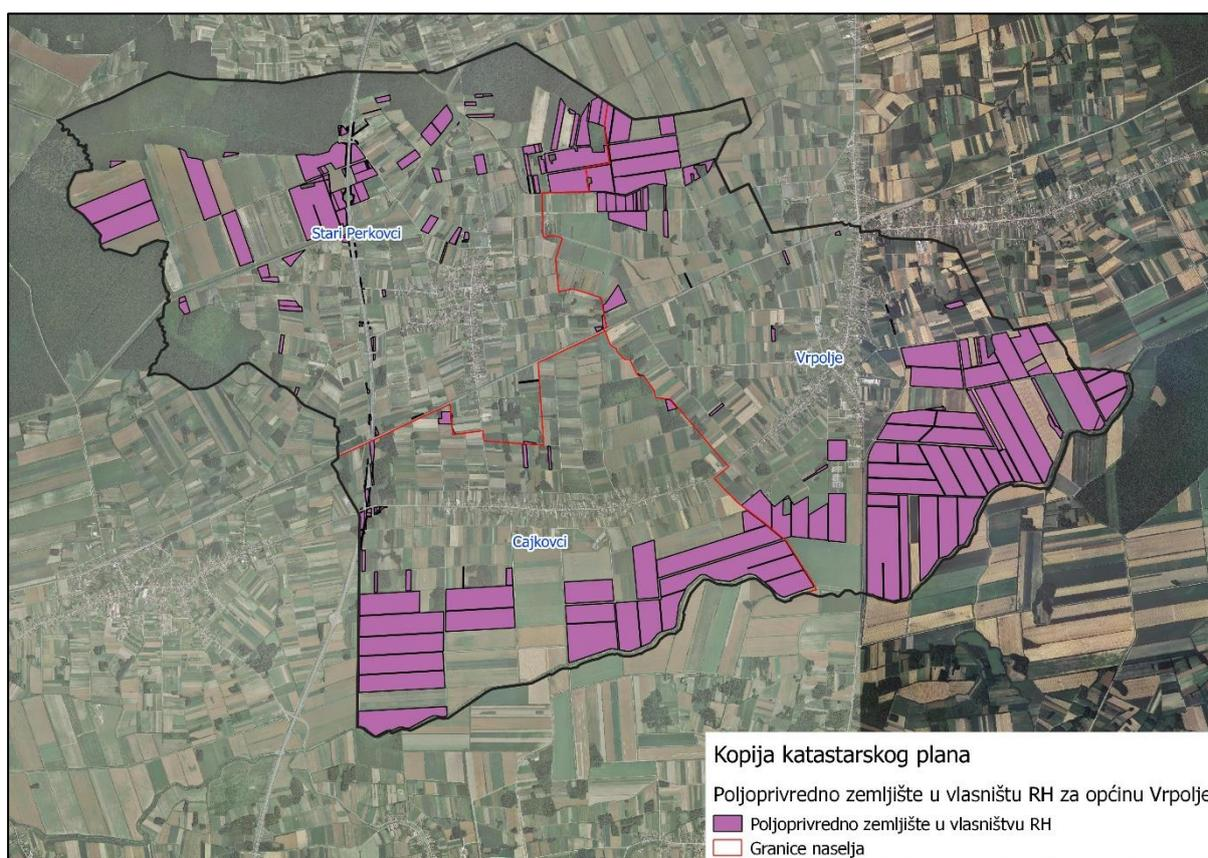 Stari Perkovci
Vrpolje
Čajkovci
Kopija katastarskog plana
Poljoprivredno zemljište u vlasništu RH za općinu Vrpolje
Poljoprivredno zemljište u vlasništvu RH
Granice naselja